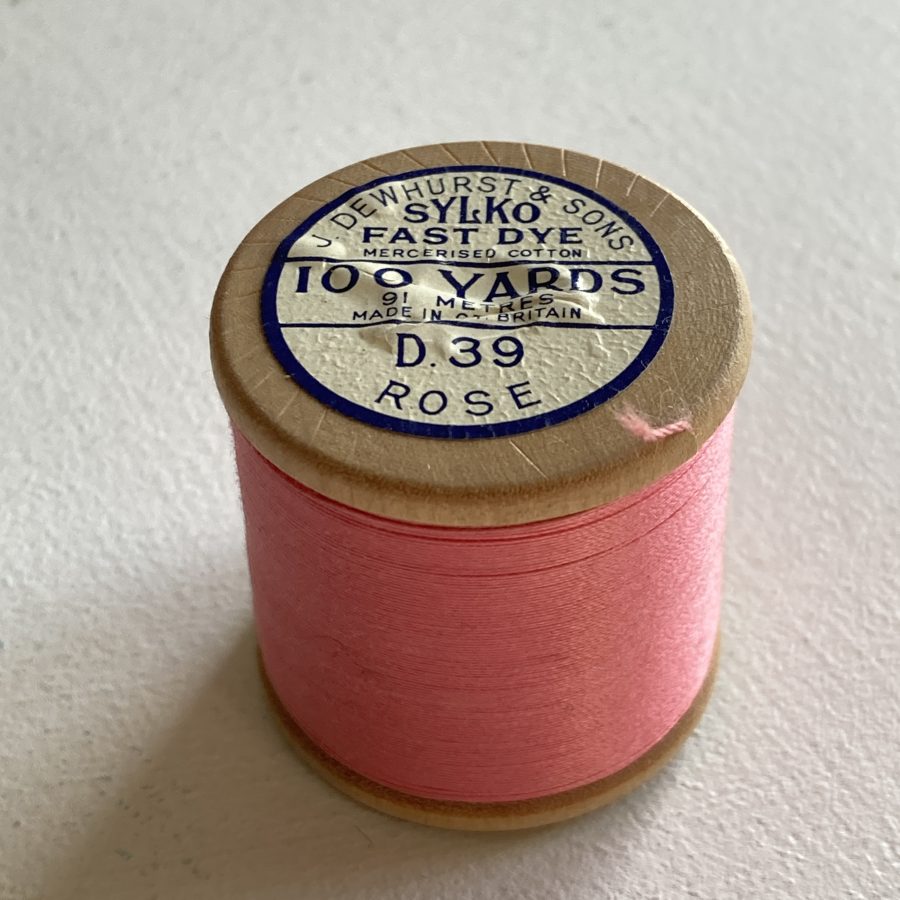 J. DEWHURST & SONS
SYLKO
FAST DYE
MERCERISED COTTON
100 YARDS
91 METRES
MADE IN GT. BRITAIN
D.39
ROSE